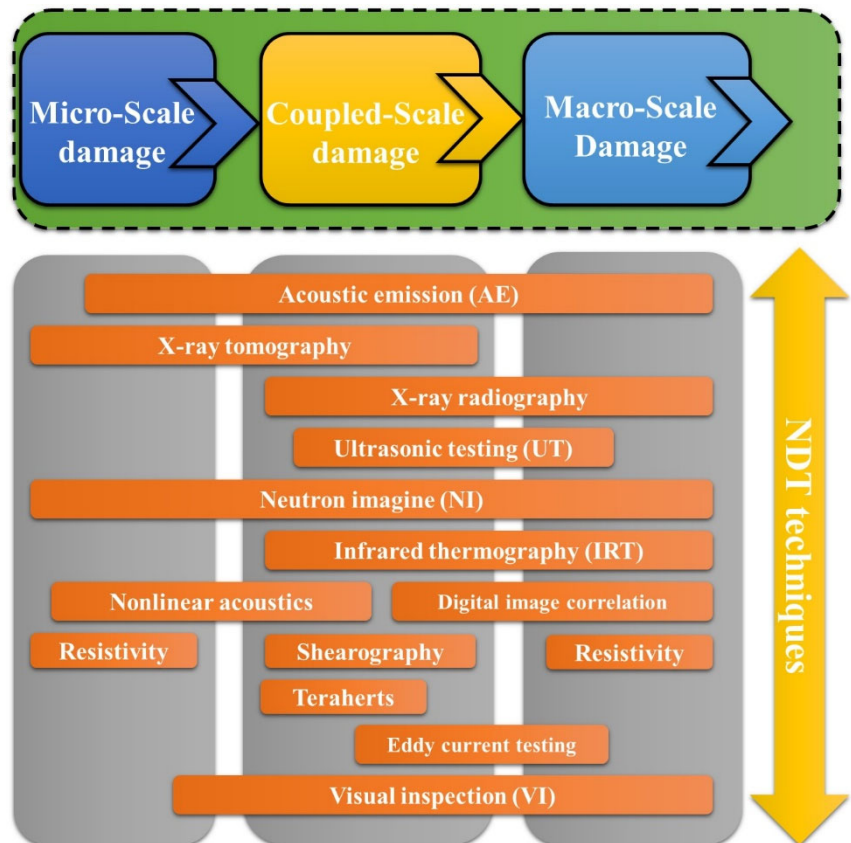 Micro-Scale
damage
Coupled-Scale
damage
Macro-Scale
Damage
Acoustic emission (AE)
X-ray tomography
X-ray radiography
Ultrasonic testing (UT)
Neutron imagine (NI)
Infrared thermography (IRT)
Nonlinear acoustics
Digital image correlation
Resistivity
Shearography
Resistivity
Teraherts
Eddy current testing
Visual inspection (VI)
NDT techniques